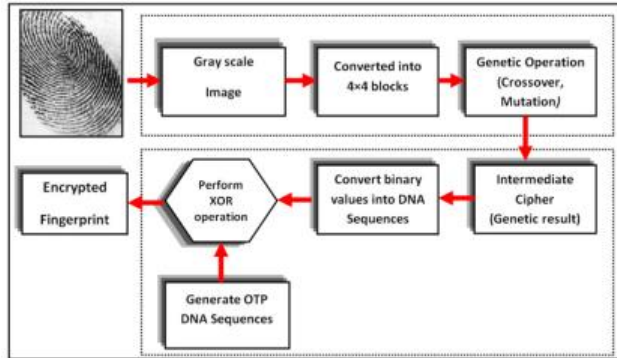 Gray scale
Image
Converted into
4×4 blocks
Genetic Operation
(Crossover,
Mutation)
Intermediate
Cipher
(Genetic result)
Convert binary
values into DNA
Sequences
Perform
XOR
operation
Encrypted
Fingerprint
Generate OTP
DNA Sequences